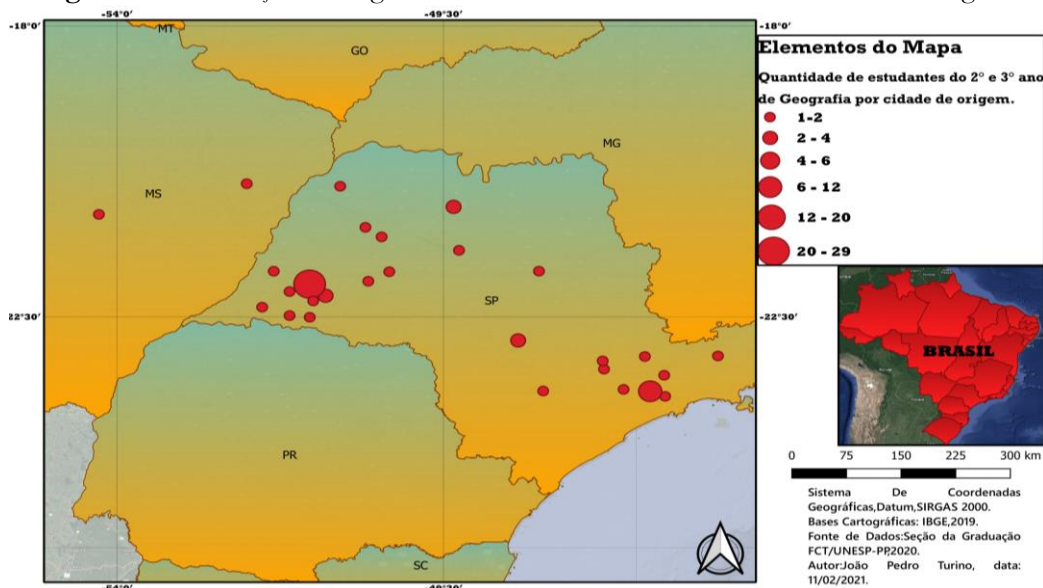 -54°0'
-49°30'
-18°0'
-18°0'
MT
GO
MG
MS
SP
-22°30'
-22°30'
PR
SC
-49°30'
Elementos do Mapa
Quantidade de estudantes do 2° e 3° ano
de Geografia por cidade de origem.
1-2
2 - 4
4 - 6
6 - 12
12 - 20
20 - 29
BRASIL
0 75 150 225 300 km
Sistema De Coordenadas
Geográficas,Datum,SIRGAS 2000.
Bases Cartográficas: IBGE,2019.
Fonte de Dados:Seção da Graduação
FCT/UNESP-PP,2020.
Autor:João Pedro Turino, data:
11/02/2021.